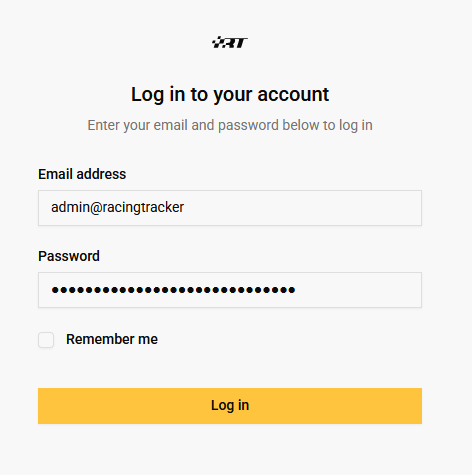 RT
Log in to your account
Enter your email and password below to log in
Email address
admin@racingtracker
Password
●●●●●●●●●●●●●●●●●●●●●●●●●●●●●
Remember me
Log in